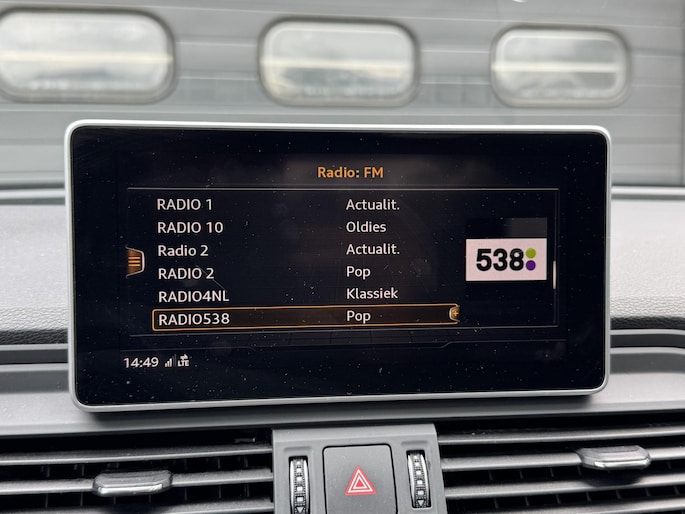 Radio: FM
RADIO 1 Actualit.
RADIO 10 Oldies
Radio 2 Actualit.
RADIO 2 Pop
RADIO4NL Klassiek
538
RADIO538 Pop
14:49 LTE